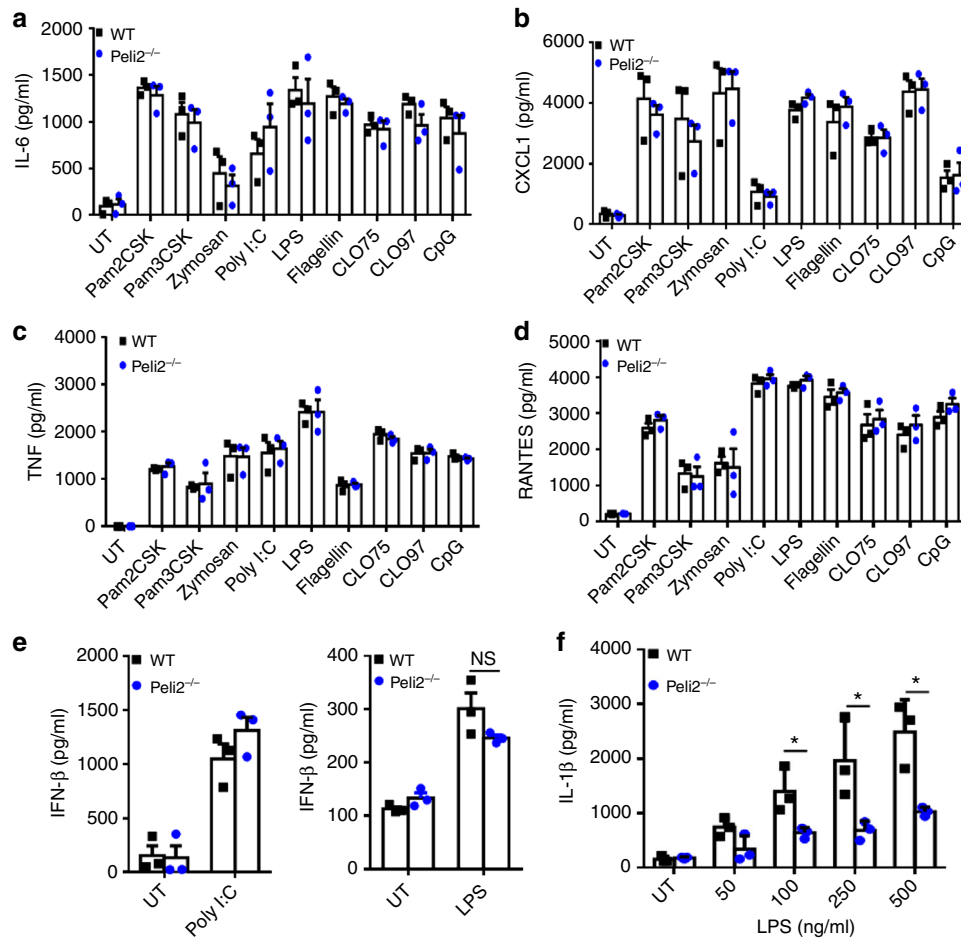 a
WT
Peli2−/−
IL-6 (pg/ml)
2000
1500
1000
500
0
UT
Pam2CSK
Pam3CSK
Zymosan
Poly I:C
LPS
Flagellin
CLO75
CLO97
CpG
b
WT
Peli2−/−
CXCL1 (pg/ml)
6000
4000
2000
0
UT
Pam2CSK
Pam3CSK
Zymosan
Poly I:C
LPS
Flagellin
CLO75
CLO97
CpG
c
WT
Peli2−/−
TNF (pg/ml)
4000
3000
2000
1000
0
UT
Pam2CSK
Pam3CSK
Zymosan
Poly I:C
LPS
Flagellin
CLO75
CLO97
CpG
d
WT
Peli2−/−
RANTES (pg/ml)
5000
4000
3000
2000
1000
0
UT
Pam2CSK
Pam3CSK
Zymosan
Poly I:C
LPS
Flagellin
CLO75
CLO97
CpG
e
WT
Peli2−/−
IFN-β (pg/ml)
2000
1500
1000
500
0
UT
Poly I:C
WT
Peli2−/−
NS
IFN-β (pg/ml)
400
300
200
100
0
UT
LPS
f
WT
Peli2−/−
* * *
IL-1β (pg/ml)
4000
3000
2000
1000
0
UT
50
100
250
500
LPS (ng/ml)